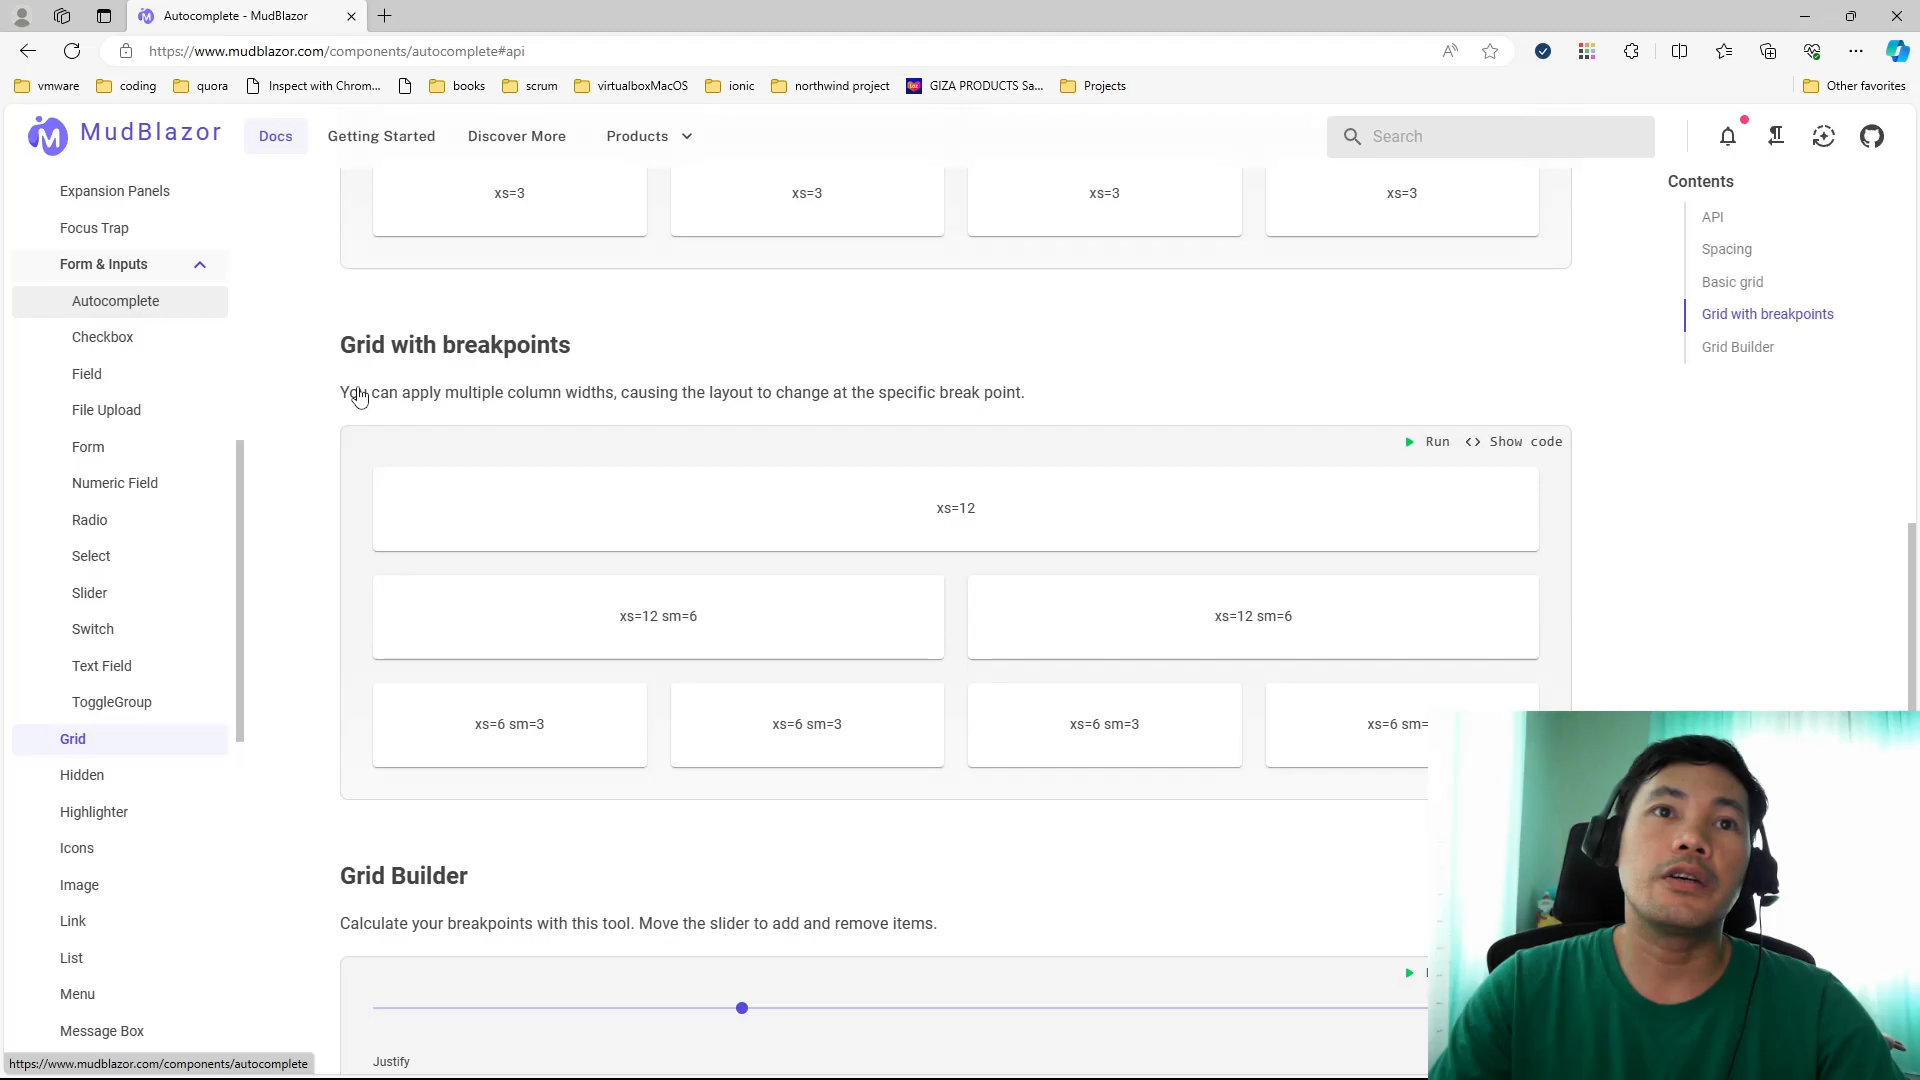 Autocomplete - MudBlazor
https://www.mudblazor.com/components/autocomplete#api
vmware
coding
quora
Inspect with Chrom...
books
scrum
virtualboxMacOS
ionic
northwind project
GIZA PRODUCTS Sa...
Projects
Other favorites
MudBlazor
Docs
Getting Started
Discover More
Products
Search
Expansion Panels
Focus Trap
Form & Inputs
Autocomplete
Checkbox
Field
File Upload
Form
Numeric Field
Radio
Select
Slider
Switch
Text Field
ToggleGroup
Grid
Hidden
Highlighter
Icons
Image
Link
List
Menu
Message Box
https://www.mudblazor.com/components/autocomplete
xs=3
xs=3
xs=3
xs=3
Grid with breakpoints
You can apply multiple column widths, causing the layout to change at the specific break point.
Run
Show code
xs=12
xs=12 sm=6
xs=12 sm=6
xs=6 sm=3
xs=6 sm=3
xs=6 sm=3
xs=6 sm=
Grid Builder
Calculate your breakpoints with this tool. Move the slider to add and remove items.
Justify
Contents
API
Spacing
Basic grid
Grid with breakpoints
Grid Builder